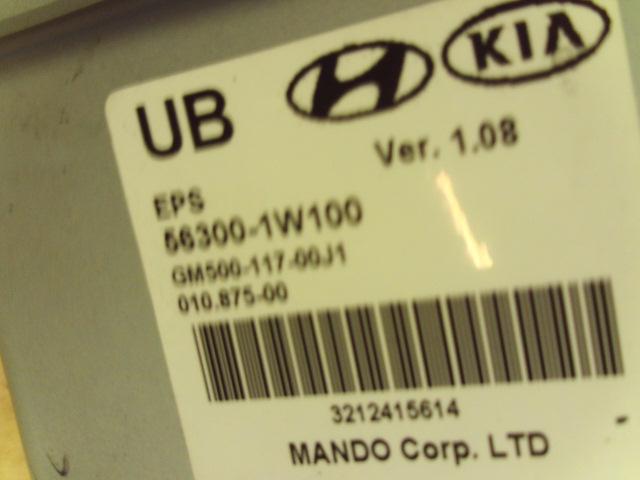 KIA
UB
Ver. 1.08
EPS
56300-1W100
GM500-117-00J1
010.875-00
3212415614
MANDO Corp. LTD